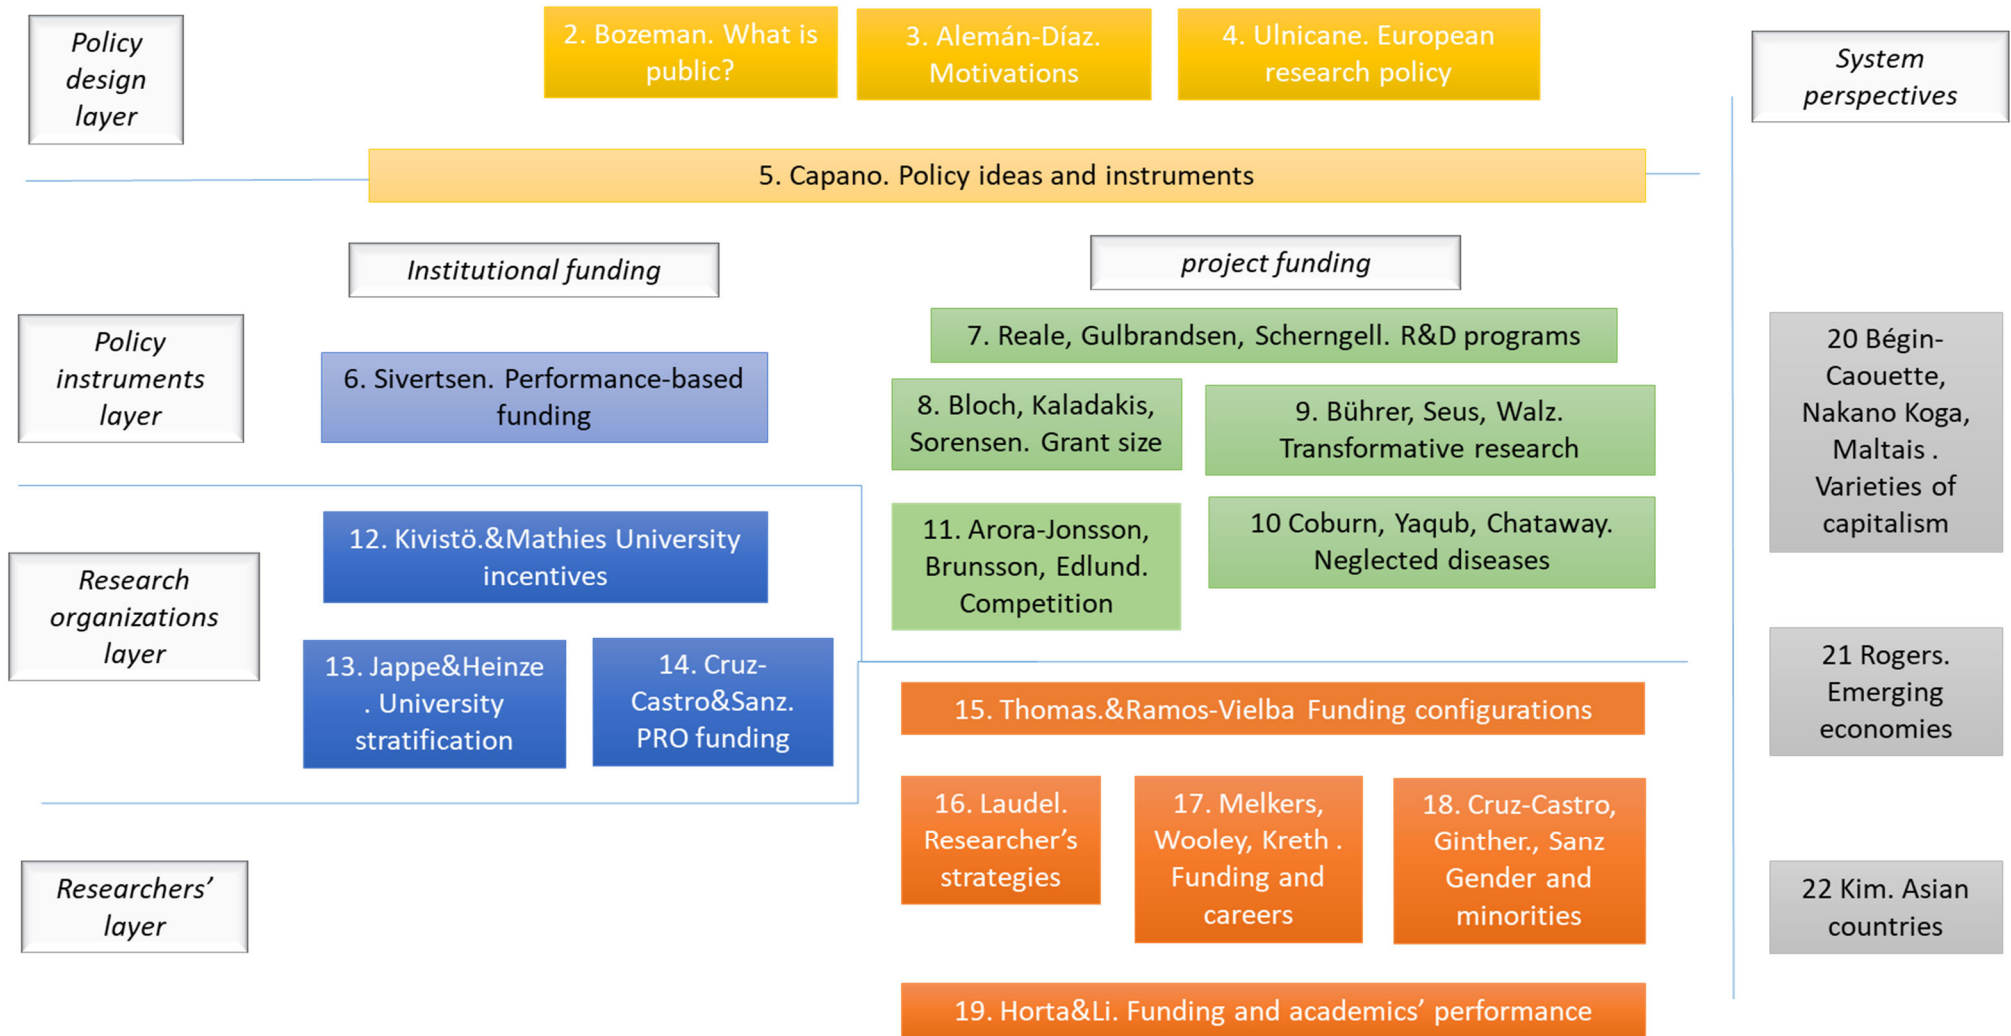 Policy
design
layer
2. Bozeman. What is
public?
3. Alemán-Díaz.
Motivations
4. Ulnicane. European
research policy
System
perspectives
5. Capano. Policy ideas and instruments
Institutional funding
project funding
Policy
instruments
layer
6. Sivertsen. Performance-based
funding
7. Reale, Gulbrandsen, Scherngell. R&D programs
8. Bloch, Kaladakis,
Sorensen. Grant size
9. Bührer, Seus, Walz.
Transformative research
11. Arora-Jonsson,
Brunsson, Edlund.
Competition
10 Coburn, Yaqub, Chataway.
Neglected diseases
20 Bégin-
Caouette,
Nakano Koga,
Maltais .
Varieties of
capitalism
Research
organizations
layer
12. Kivistö.&Mathies University
incentives
13. Jappe&Heinze
. University
stratification
14. Cruz-
Castro&Sanz.
PRO funding
15. Thomas.&Ramos-Vielba Funding configurations
21 Rogers.
Emerging
economies
Researchers’
layer
16. Laudel.
Researcher’s
strategies
17. Melkers,
Wooley, Kreth .
Funding and
careers
18. Cruz-Castro,
Ginther., Sanz
Gender and
minorities
22 Kim. Asian
countries
19. Horta&Li. Funding and academics’ performance